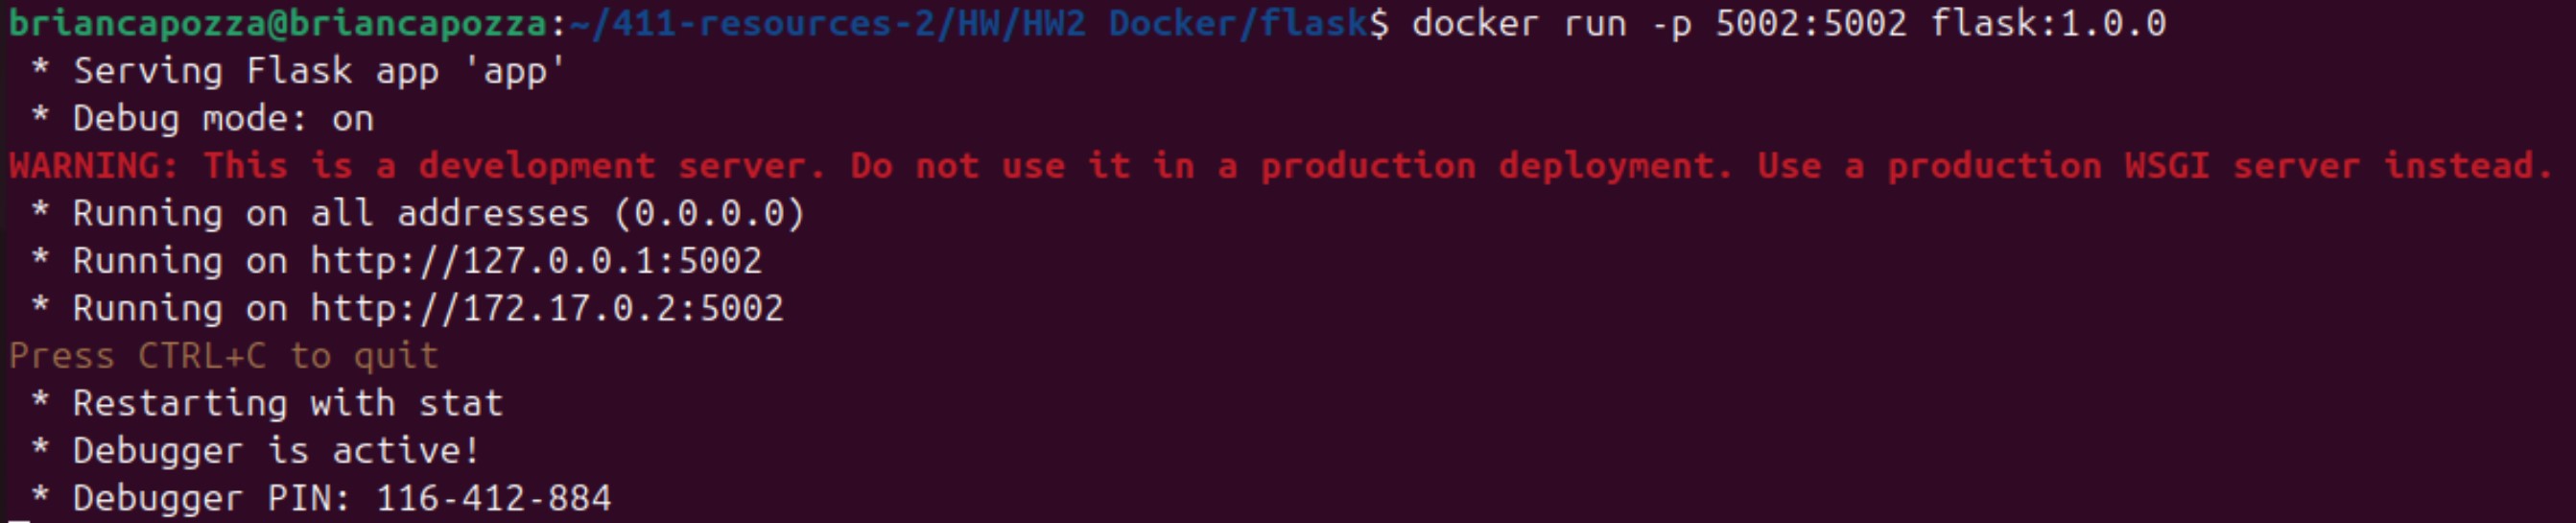 briancapozza@briancapozza:~/411-resources-2/HW/HW2 Docker/flask$ docker run -p 5002:5002 flask:1.0.0
 * Serving Flask app 'app'
 * Debug mode: on
WARNING: This is a development server. Do not use it in a production deployment. Use a production WSGI server instead.
 * Running on all addresses (0.0.0.0)
 * Running on http://127.0.0.1:5002
 * Running on http://172.17.0.2:5002
Press CTRL+C to quit
 * Restarting with stat
 * Debugger is active!
 * Debugger PIN: 116-412-884